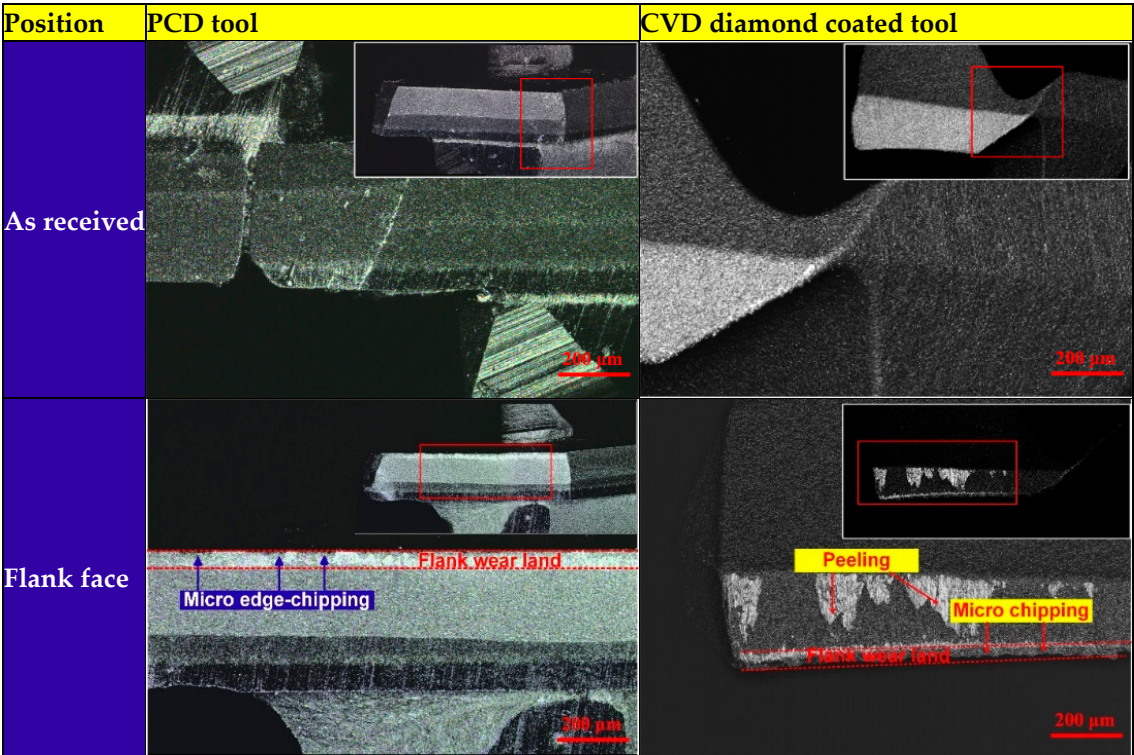 Position PCD tool CVD diamond coated tool
As received
200 μm
200 μm
Flank face
Flank wear land
Micro edge-chipping
200 μm
Peeling
Micro chipping
Flank wear land
200 μm